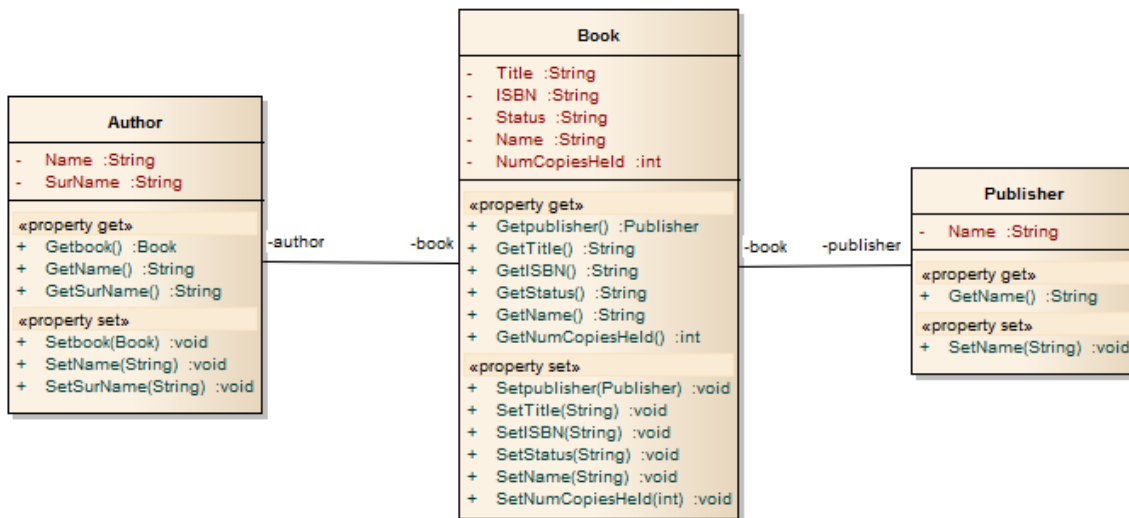 Author
- Name :String
- SurName :String
«property get»
+ Getbook() :Book
+ GetName() :String
+ GetSurName() :String
«property set»
+ Setbook(Book) :void
+ SetName(String) :void
+ SetSurName(String) :void
-author
-book
Book
- Title :String
- ISBN :String
- Status :String
- Name :String
- NumCopiesHeld :int
«property get»
+ Getpublisher() :Publisher
+ GetTitle() :String
+ GetISBN() :String
+ GetStatus() :String
+ GetName() :String
+ GetNumCopiesHeld() :int
«property set»
+ Setpublisher(Publisher) :void
+ SetTitle(String) :void
+ SetISBN(String) :void
+ SetStatus(String) :void
+ SetName(String) :void
+ SetNumCopiesHeld(int) :void
-book
-publisher
Publisher
- Name :String
«property get»
+ GetName() :String
«property set»
+ SetName(String) :void